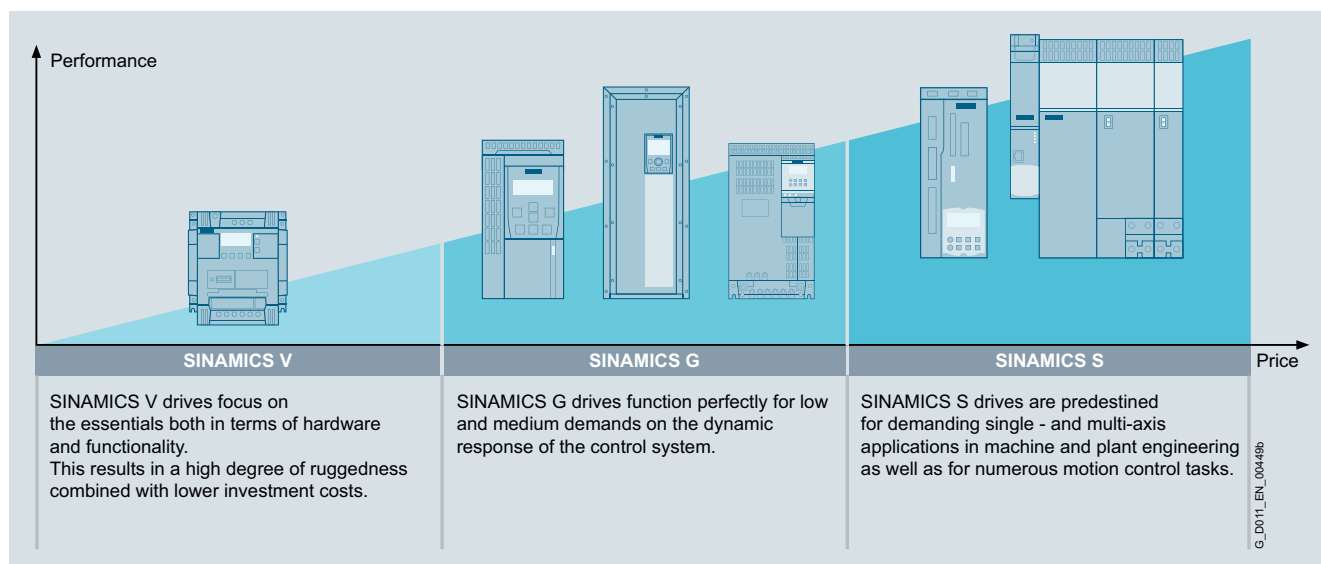 Performance
SINAMICS V
SINAMICS G
SINAMICS S
Price
SINAMICS V drives focus on
the essentials both in terms of hardware
and functionality.
This results in a high degree of ruggedness
combined with lower investment costs.
SINAMICS G drives function perfectly for low
and medium demands on the dynamic
response of the control system.
SINAMICS S drives are predestined
for demanding single - and multi-axis
applications in machine and plant engineering
as well as for numerous motion control tasks.
G_D011_EN_00449b